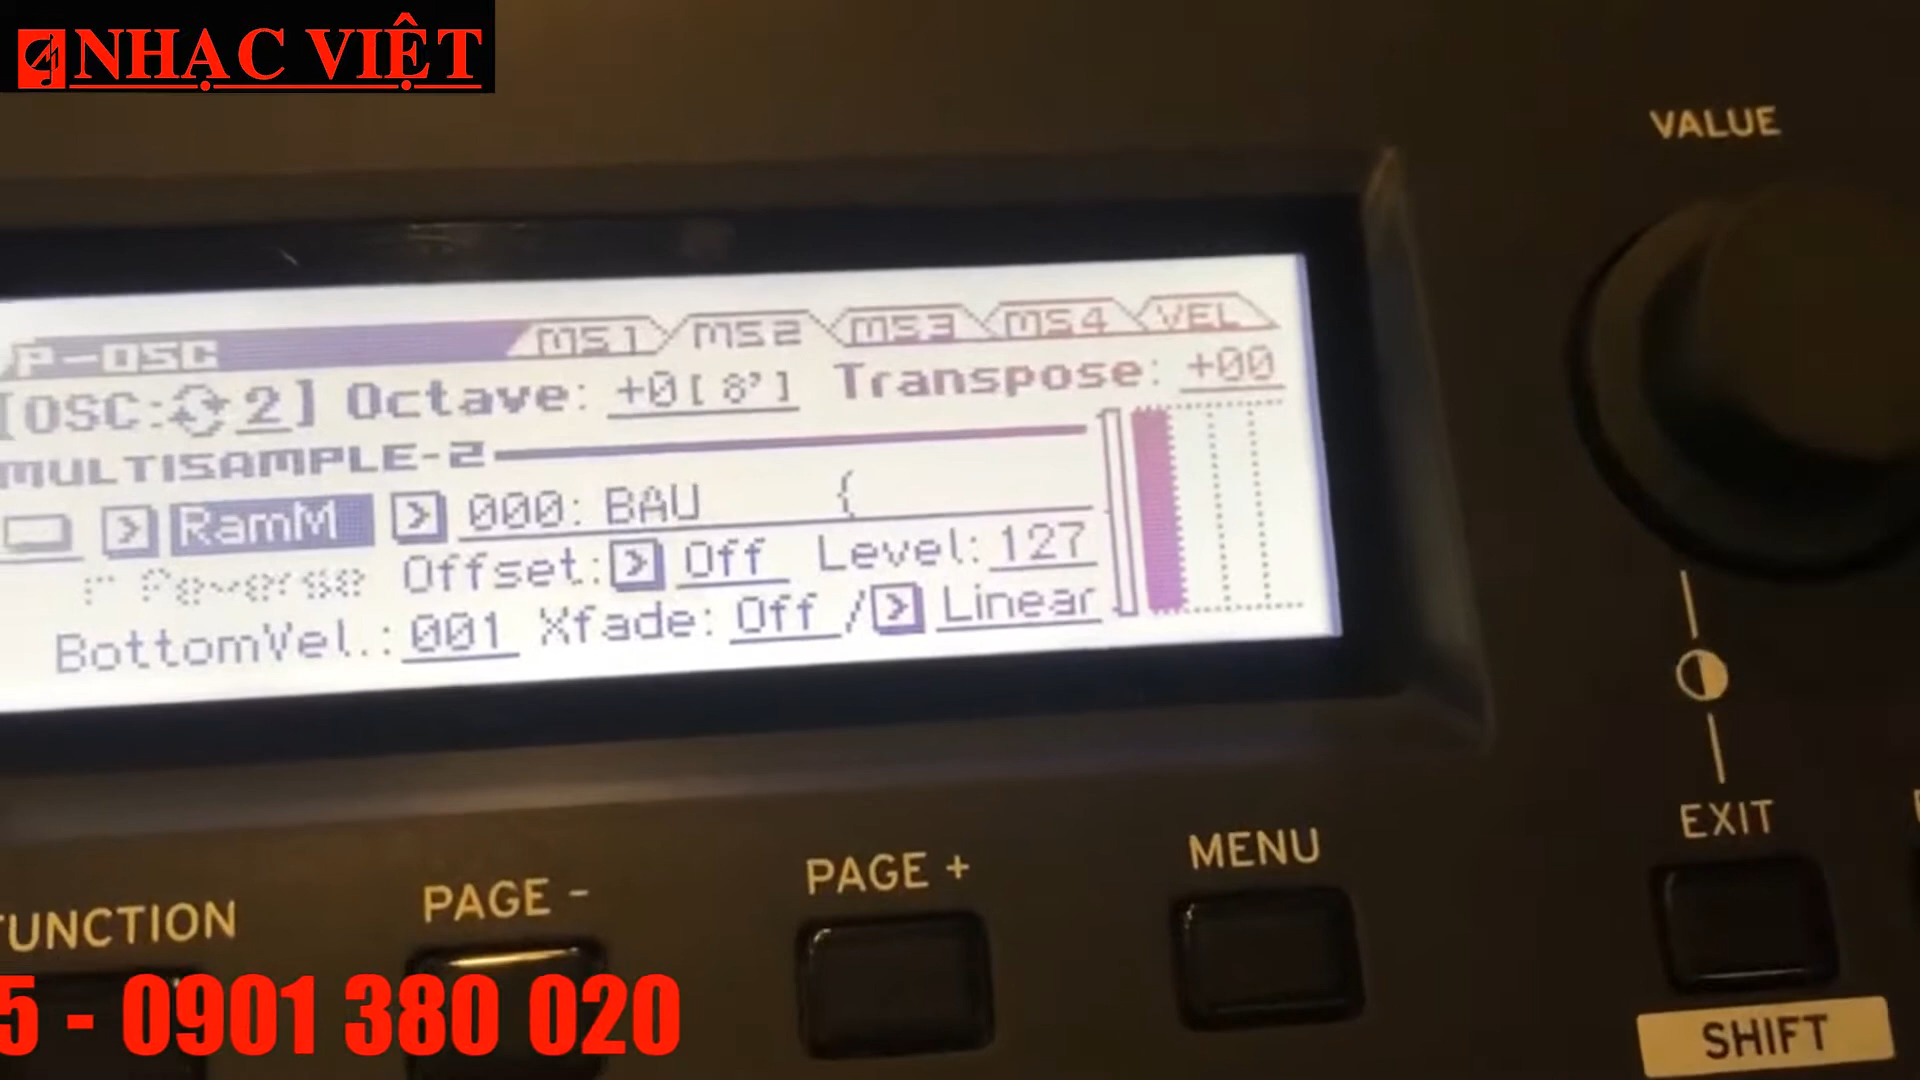 NHẠC VIỆT
VALUE
P-OSC MS1 MS2 MS3 MS4 VEL
[OSC: 2] Octave: +0[8'] Transpose: +00
MULTISAMPLE-2
RamM 000: BAU {
Reverse Offset: Off Level: 127
BottomVel.: 001 Xfade: Off / Linear
FUNCTION PAGE - PAGE + MENU EXIT
SHIFT
5 - 0901 380 020